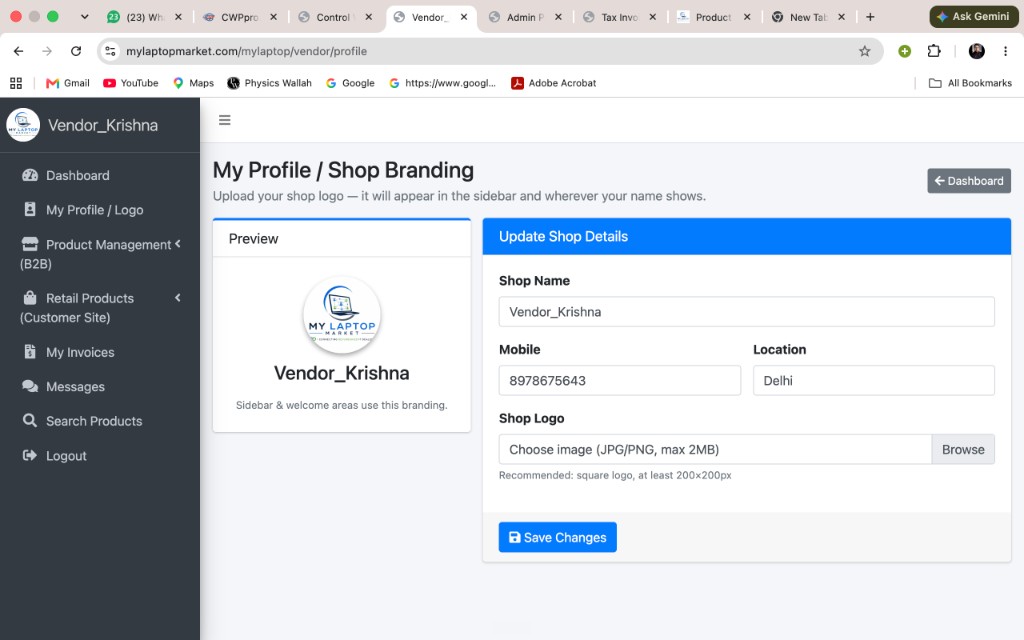 (23) Wh
CWPpro
Control
Vendor_
Admin P
Tax Invo
Product
New Tab
Ask Gemini
mylaptopmarket.com/mylaptop/vendor/profile
Gmail
YouTube
Maps
Physics Wallah
Google
https://www.googl...
Adobe Acrobat
All Bookmarks
Vendor_Krishna
Dashboard
My Profile / Logo
Product Management
(B2B)
Retail Products
(Customer Site)
My Invoices
Messages
Search Products
Logout
My Profile / Shop Branding
Upload your shop logo — it will appear in the sidebar and wherever your name shows.
Dashboard
Preview
MY LAPTOP
MARKET
Vendor_Krishna
Sidebar & welcome areas use this branding.
Update Shop Details
Shop Name
Vendor_Krishna
Mobile
Location
8978675643
Delhi
Shop Logo
Choose image (JPG/PNG, max 2MB)
Browse
Recommended: square logo, at least 200×200px
Save Changes